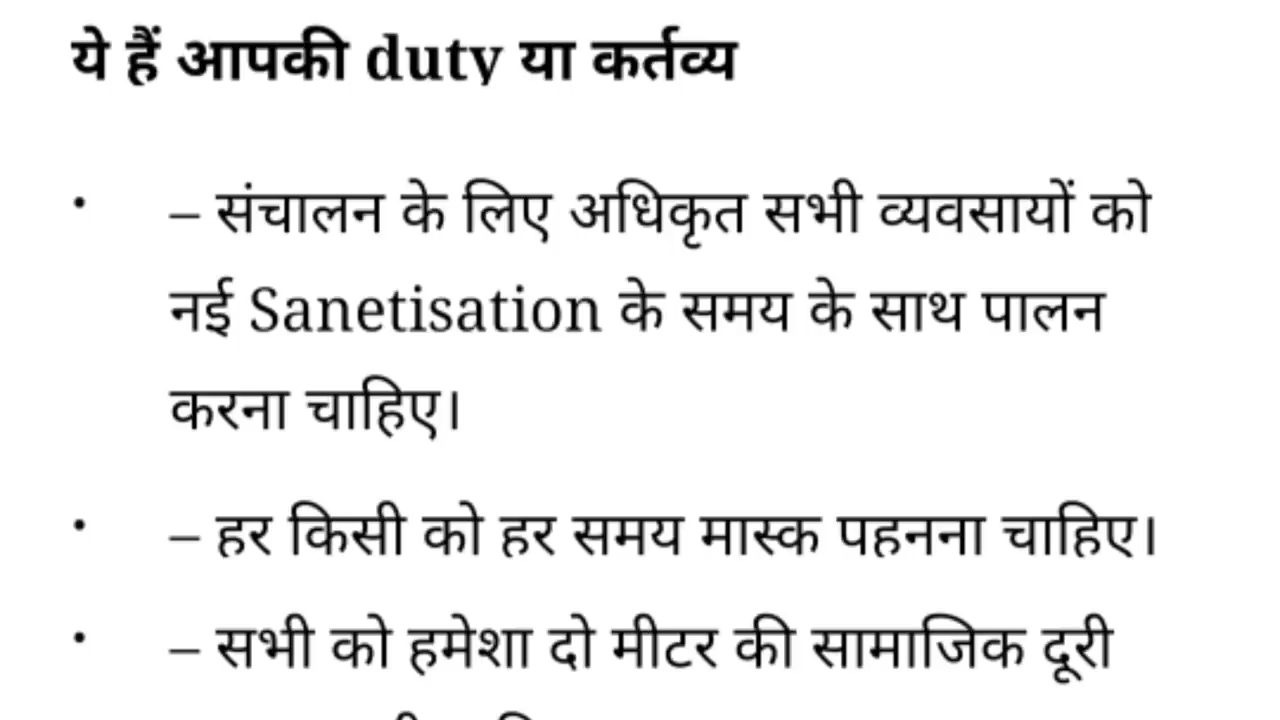 ये हैं आपकी duty या कर्तव्य
• – संचालन के लिए अधिकृत सभी व्यवसायों को
नई Sanetisation के समय के साथ पालन
करना चाहिए।
• – हर किसी को हर समय मास्क पहनना चाहिए।
• – सभी को हमेशा दो मीटर की सामाजिक दूरी